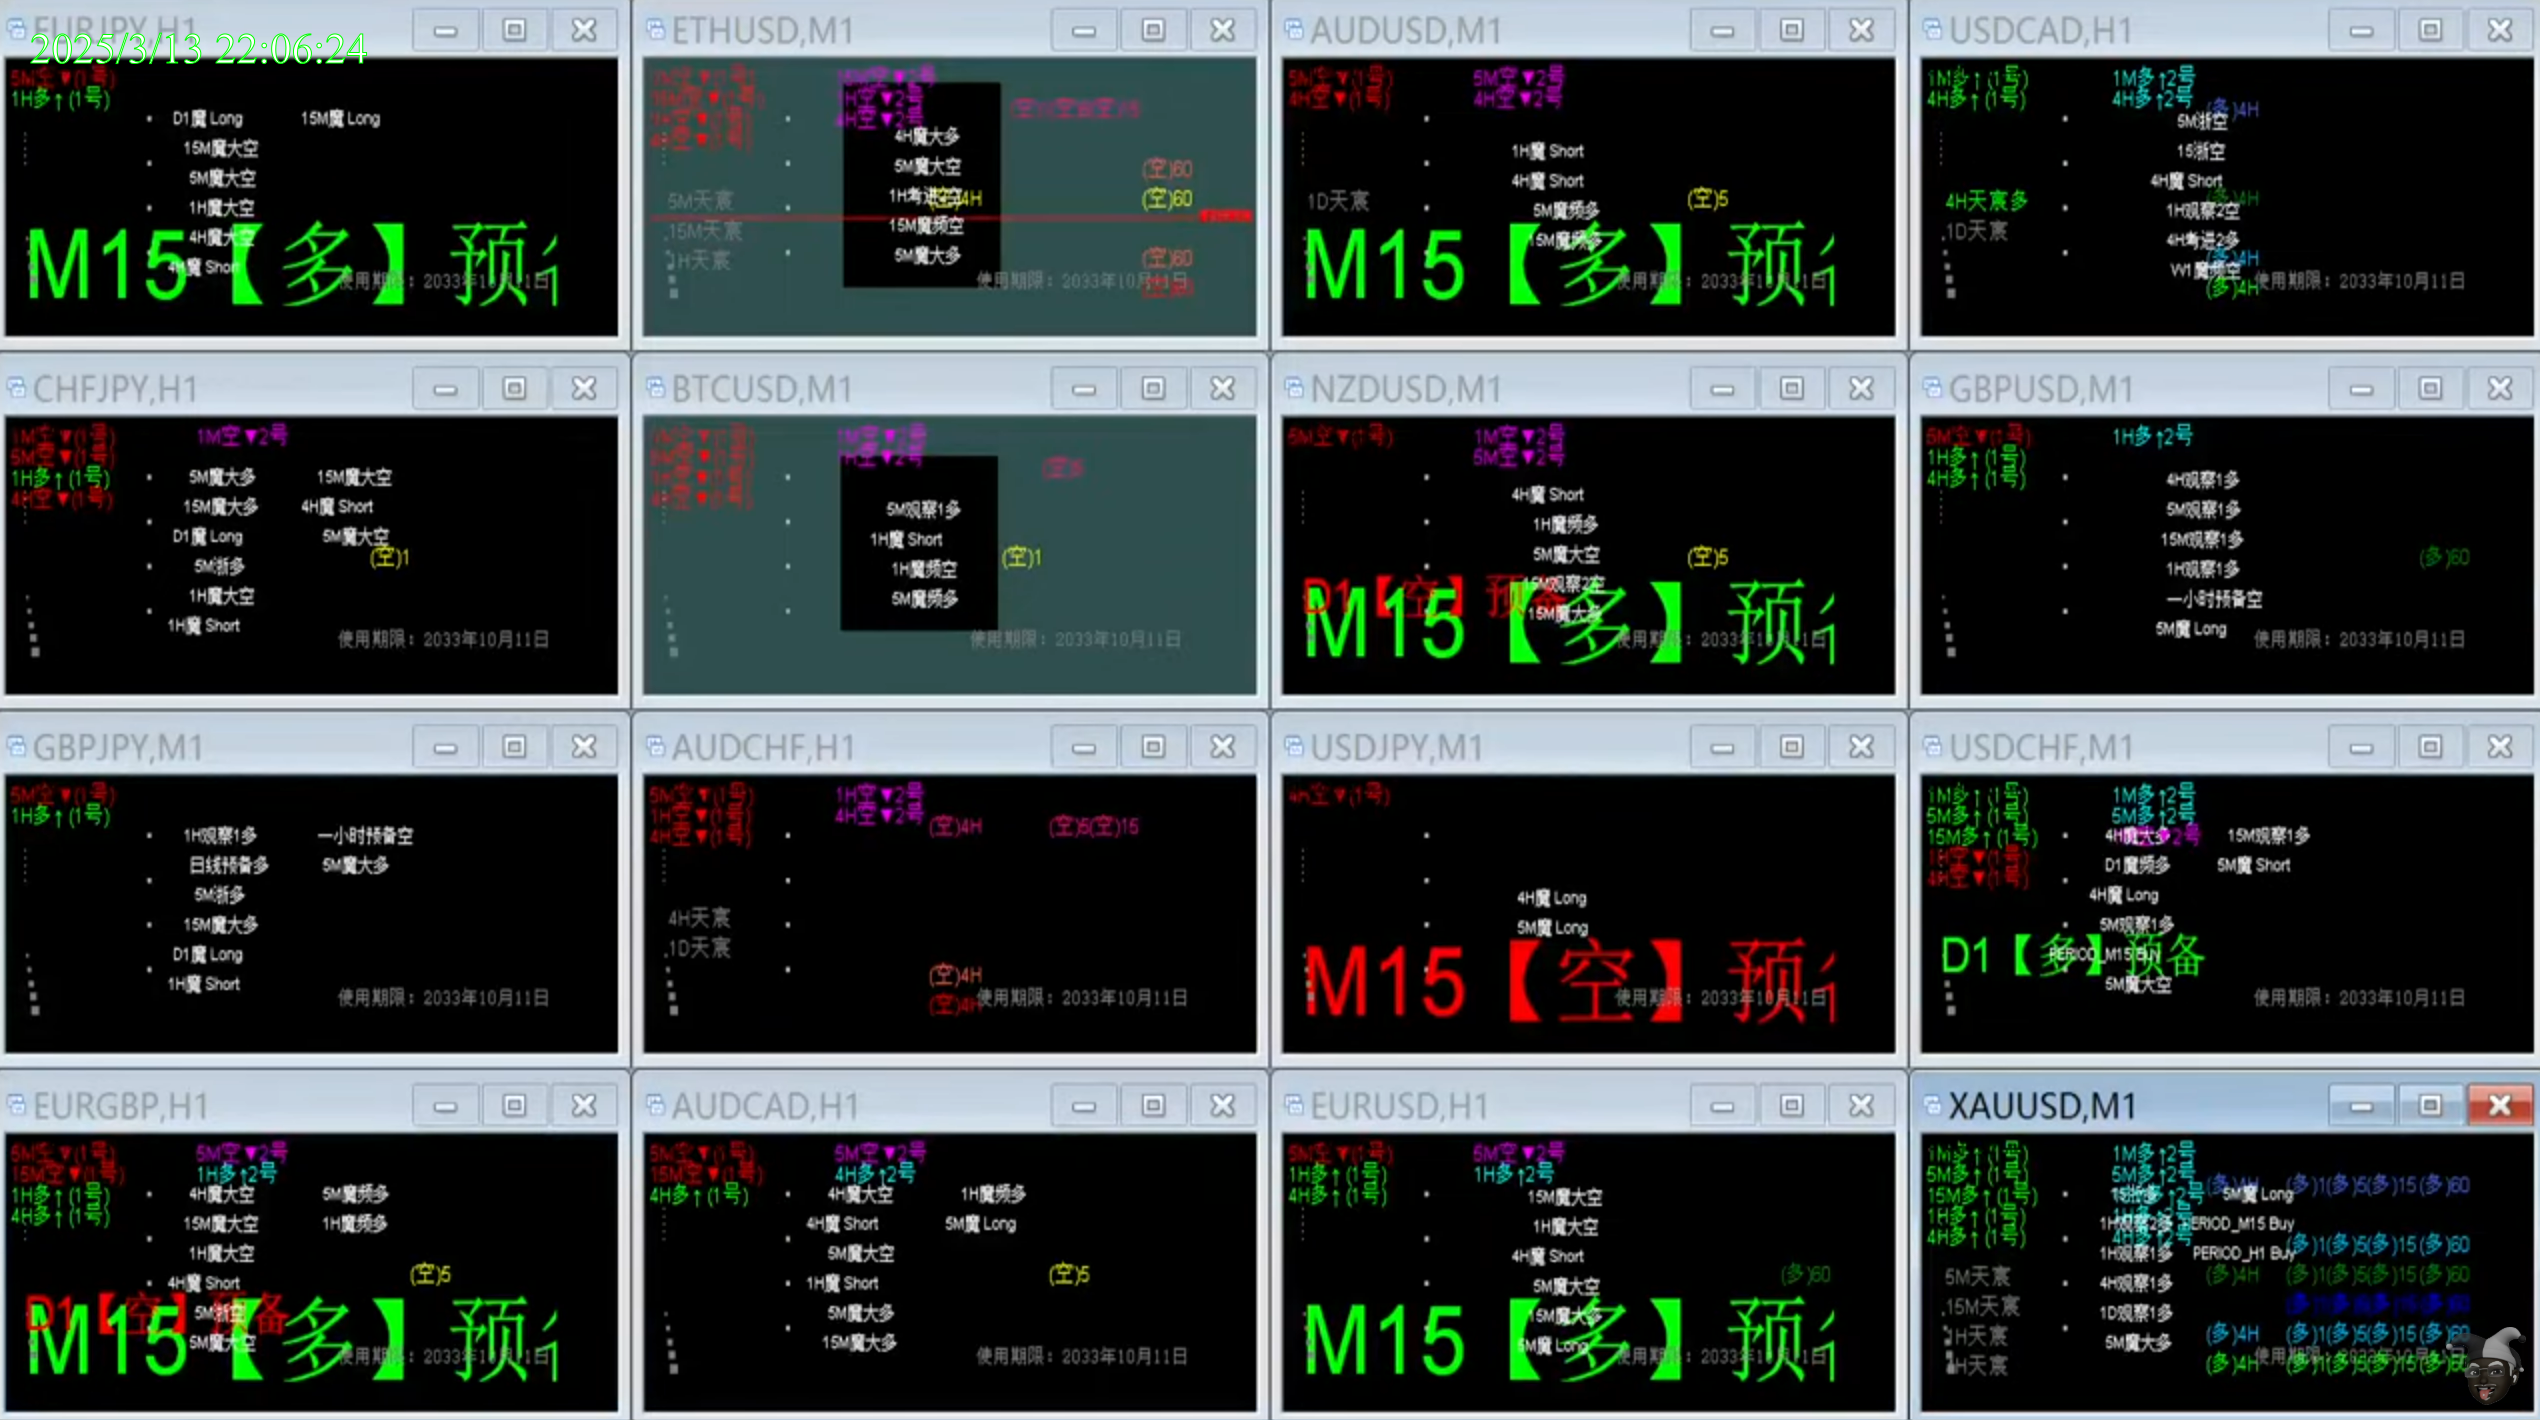 EURJPY,H1
2025/3/13 22:06:24
5M空▼(1号)
1H多↑(1号)
D1魔 Long 15M魔 Long
15M魔大空
5M魔大空
1H魔大空
4H魔大空
4H魔 Short
M15【多】预
使用期限：2033年10月11日
ETHUSD,M1
15M空▼2号
1H空▼2号
4H空▼2号
4H魔大多
5M魔大空
(空)60
5M天宸
(空)60
15M天宸
15M魔频空
1H天宸
5M魔大多
(空)60
使用期限：2033年10月11日
AUDUSD,M1
5M空▼(1号) 5M空▼2号
4H空▼(1号) 4H空▼2号
1H魔 Short
4H魔 Short
1D天宸
(空)5
5M魔频多
15M魔频多
M15【多】预
使用期限：2033年10月11日
USDCAD,H1
1M多↑(1号) 1M多↑2号
4H多↑(1号) 4H多↑2号
(多)4H
5M浙空
15浙空
4H魔 Short
4H天宸多
(多)4H
1H观察2空
1D天宸
4H考进2多
(多)4H
W1魔频空
(多)4H
使用期限：2033年10月11日
CHFJPY,H1
1M空▼(1号) 1M空▼2号
5M空▼(1号)
1H多↑(1号)
4H空▼(1号)
5M魔大多 15M魔大空
15M魔大多 4H魔 Short
D1魔 Long 5M魔大空
(空)1
5M浙多
1H魔大空
1H魔 Short
使用期限：2033年10月11日
BTCUSD,M1
1M空▼2号
1H空▼2号
(空)5
5M观察1多
1H魔 Short
(空)1
1H魔频空
5M魔频多
使用期限：2033年10月11日
NZDUSD,M1
5M空▼(1号) 1M空▼2号
5M空▼2号
4H魔 Short
1H魔频多
5M魔大空
(空)5
15M观察2空
D1【空】预备
15M魔大多
M15【多】预
使用期限：2033年10月11日
GBPUSD,M1
5M空▼(1号) 1H多↑2号
1H多↑(1号)
4H多↑(1号)
4H观察1多
5M观察1多
15M观察1多
(多)60
1H观察1多
一小时预备空
5M魔 Long
使用期限：2033年10月11日
GBPJPY,M1
5M空▼(1号)
1H多↑(1号)
1H观察1多 一小时预备空
日线预备多 5M魔大多
5M浙多
15M魔大多
D1魔 Long
1H魔 Short
使用期限：2033年10月11日
AUDCHF,H1
5M空▼(1号) 1H空▼2号
1H空▼(1号) 4H空▼2号
4H空▼(1号)
(空)4H (空)5(空)15
4H天宸
1D天宸
(空)4H
(空)4H
使用期限：2033年10月11日
USDJPY,M1
4H空▼(1号)
4H魔 Long
5M魔 Long
M15【空】预
使用期限：2033年10月11日
USDCHF,M1
1M多↑(1号) 1M多↑2号
5M多↑(1号) 5M多↑2号
15M多↑(1号)
1H空▼(1号)
4H空▼(1号)
4H魔大多 15M观察1多
D1魔频多 5M魔 Short
4H魔 Long
5M观察1多
D1【多】预备
PERIOD_M15 Buy
5M魔大空
使用期限：2033年10月11日
EURGBP,H1
5M空▼(1号) 5M空▼2号
15M空▼(1号) 1H多↑2号
1H多↑(1号)
4H多↑(1号)
4H魔大空 5M魔频多
15M魔大空 1H魔频多
1H魔大空
(空)5
4H魔 Short
5M浙空
D1【空】预备
5M魔大空
M15【多】预
使用期限：2033年10月11日
AUDCAD,H1
5M空▼(1号) 5M空▼2号
15M空▼(1号) 4H多↑2号
4H多↑(1号)
4H魔大空 1H魔频多
4H魔 Short 5M魔 Long
5M魔大空
(空)5
1H魔 Short
5M魔大多
15M魔大多
使用期限：2033年10月11日
EURUSD,H1
5M空▼(1号) 5M空▼2号
1H多↑(1号) 1H多↑2号
4H多↑(1号)
15M魔大空
1H魔大空
4H魔 Short
(多)60
5M魔大空
15M魔大多
5M魔 Long
M15【多】预
使用期限：2033年10月11日
XAUUSD,M1
1M多↑(1号) 1M多↑2号
5M多↑(1号) 5M多↑2号
15M多↑(1号)
1H多↑(1号)
4H多↑(1号) 4H多↑2号
(多)4H (多)1(多)5(多)15(多)60
5M魔 Long
1H观察2多 PERIOD_M15 Buy
1H观察1多 PERIOD_H1 Buy
(多)1(多)5(多)15(多)60
5M天宸
(多)4H (多)1(多)5(多)15(多)60
4H观察1多
15M天宸
1D观察1多
1H天宸
(多)4H (多)1(多)5(多)15(多)60
5M魔大多
4H天宸
(多)4H (多)1(多)5(多)15(多)60